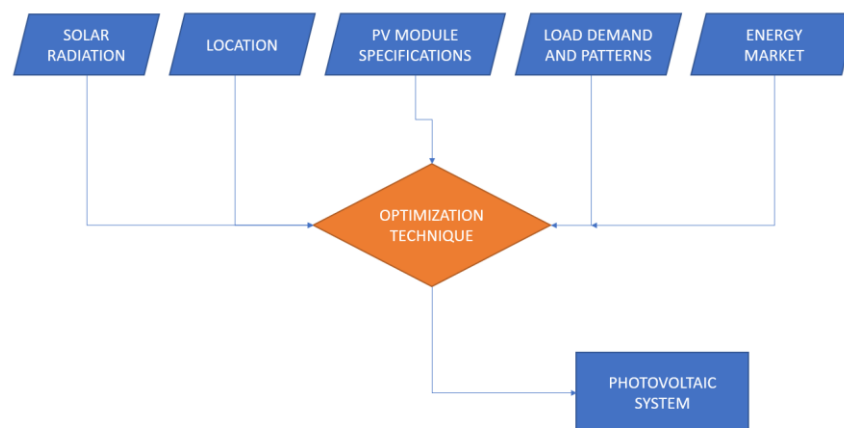 SOLAR
RADIATION
LOCATION
PV MODULE
SPECIFICATIONS
LOAD DEMAND
AND PATTERNS
ENERGY
MARKET
OPTIMIZATION
TECHNIQUE
PHOTOVOLTAIC
SYSTEM